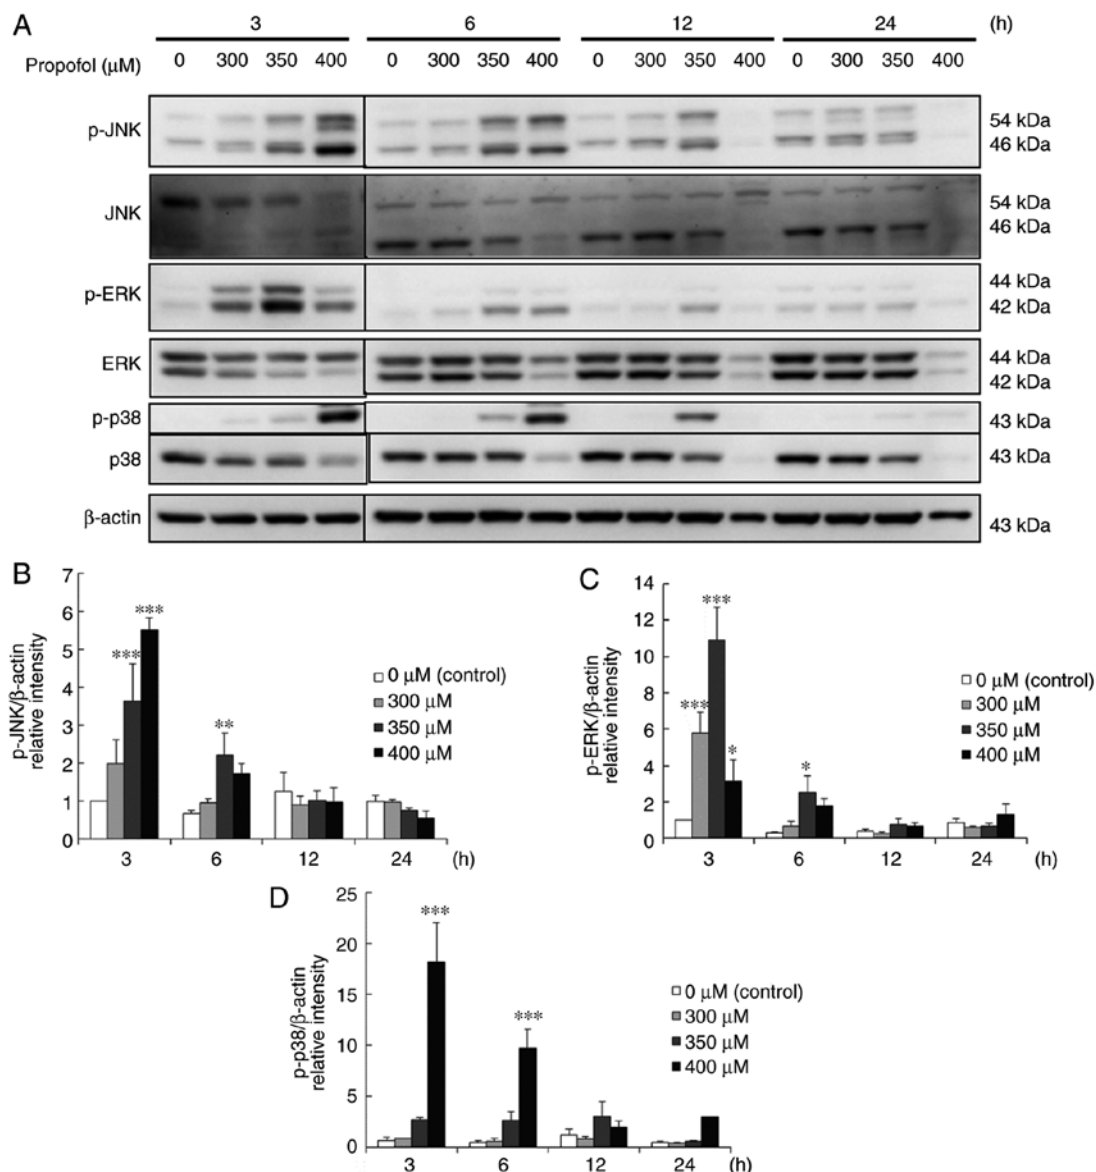 A
3 6 12 24 (h)
Propofol (µM) 0 300 350 400 0 300 350 400 0 300 350 400 0 300 350 400
p-JNK 54 kDa
46 kDa
JNK 54 kDa
46 kDa
p-ERK 44 kDa
42 kDa
ERK 44 kDa
42 kDa
p-p38 43 kDa
p38 43 kDa
β-actin 43 kDa
B
p-JNK/β-actin
relative intensity
7
6
5
4
3
2
1
0
***
***
**
0 µM (control)
300 µM
350 µM
400 µM
3 6 12 24 (h)
C
p-ERK/β-actin
relative intensity
14
12
10
8
6
4
2
0
***
***
*
*
0 µM (control)
300 µM
350 µM
400 µM
3 6 12 24 (h)
D
p-p38/β-actin
relative intensity
25
20
15
10
5
0
***
***
0 µM (control)
300 µM
350 µM
400 µM
3 6 12 24 (h)